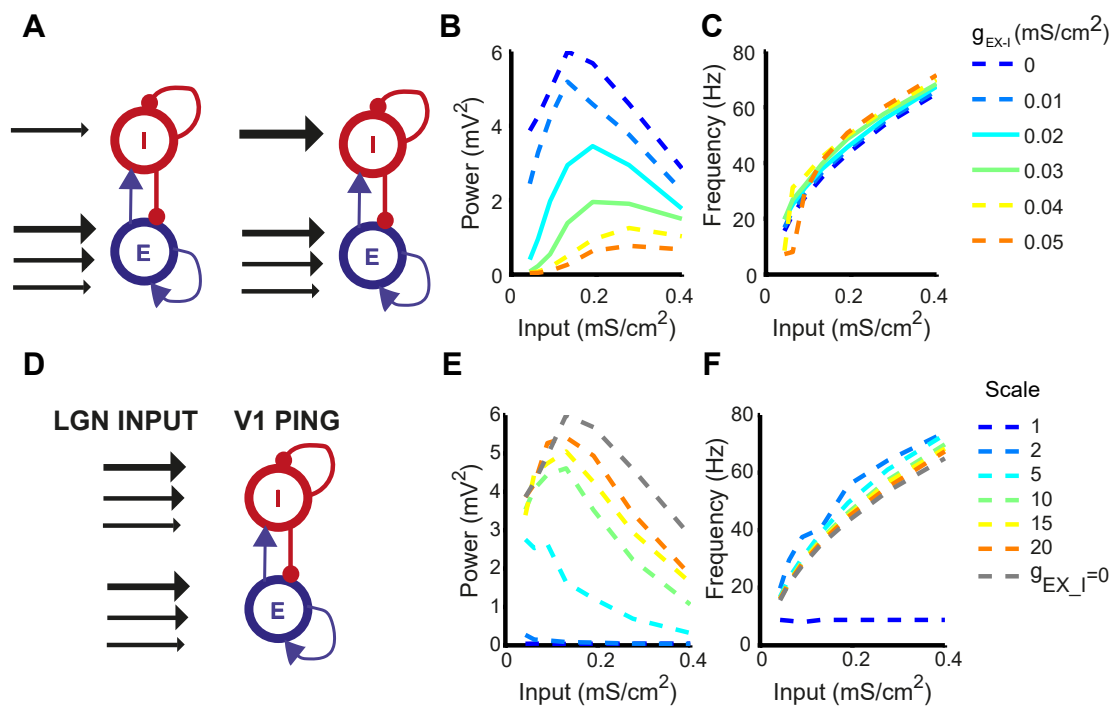 A
I
E
I
E
B
Power (mV2)
6
4
2
0
0
0.2
0.4
Input (mS/cm2)
C
Frequency (Hz)
80
60
40
20
0
0
0.2
0.4
Input (mS/cm2)
gEX-I (mS/cm2)
0
0.01
0.02
0.03
0.04
0.05
D
LGN INPUT
V1 PING
I
E
E
Power (mV2)
6
5
4
3
2
1
0
0
0.2
0.4
Input (mS/cm2)
F
Frequency (Hz)
80
60
40
20
0
0
0.2
0.4
Input (mS/cm2)
Scale
1
2
5
10
15
20
gEX_I=0